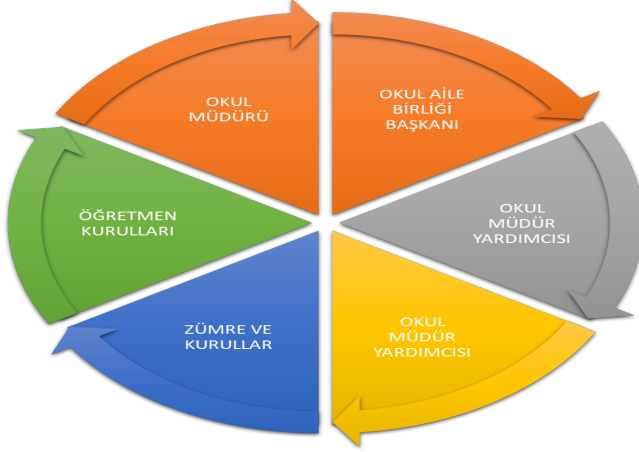 OKUL
MÜDÜRÜ
OKUL AİLE
BİRLİĞİ
BAŞKANI
ÖĞRETMEN
KURULLARI
OKUL
MÜDÜR
YARDIMCISI
ZÜMRE VE
KURULLAR
OKUL
MÜDÜR
YARDIMCISI